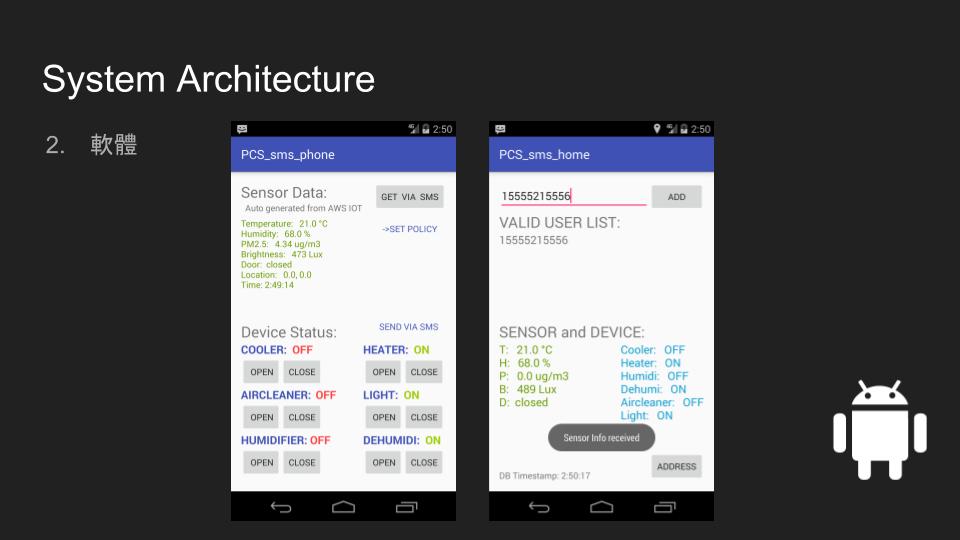 System Architecture
2. 軟體
2:50
PCS_sms_phone
Sensor Data:
GET VIA SMS
Auto generated from AWS IOT
Temperature: 21.0 °C
->SET POLICY
Humidity: 68.0 %
PM2.5: 4.34 ug/m3
Brightness: 473 Lux
Door: closed
Location: 0.0, 0.0
Time: 2:49:14
Device Status:
SEND VIA SMS
COOLER: OFF
HEATER: ON
OPEN CLOSE
OPEN CLOSE
AIRCLEANER: OFF
LIGHT: ON
OPEN CLOSE
OPEN CLOSE
HUMIDIFIER: OFF
DEHUMIDI: ON
OPEN CLOSE
OPEN CLOSE
2:50
PCS_sms_home
15555215556
ADD
VALID USER LIST:
15555215556
SENSOR and DEVICE:
T: 21.0 °C
H: 68.0 %
P: 0.0 ug/m3
B: 489 Lux
D: closed
Cooler: OFF
Heater: ON
Humidi: OFF
Dehumi: ON
Aircleaner: OFF
Light: ON
Sensor Info received
ADDRESS
DB Timestamp: 2:50:17